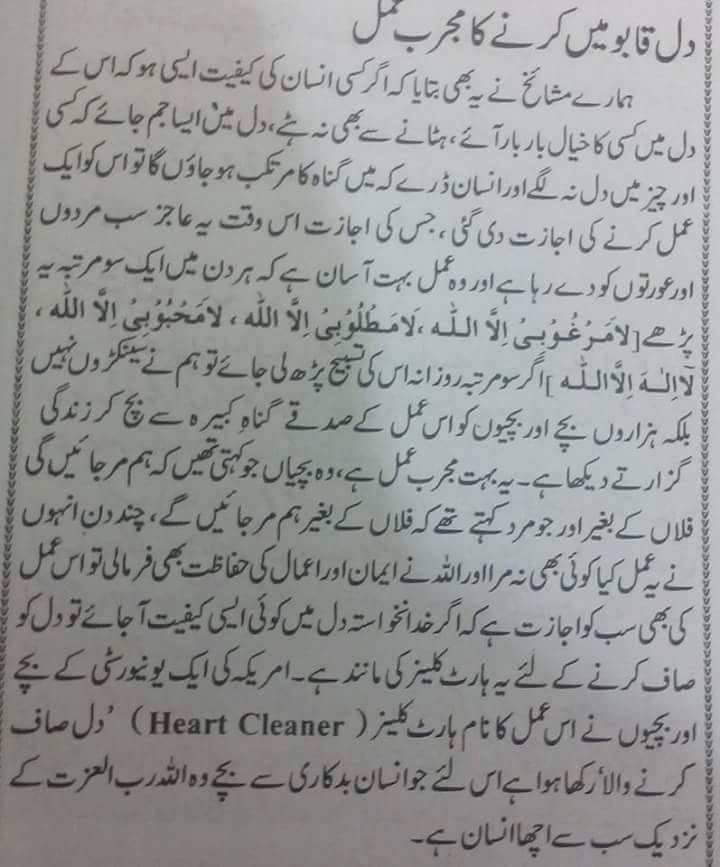 دل قابو میں کرنے کا مجرب عمل
ہمارے مشائخ نے یہ بھی بتایا کہ اگر کسی انسان کی کیفیت ایسی ہو کہ اس کے
دل میں کسی کا خیال بار بار آئے، ہٹانے سے بھی نہ ہٹے، دل میں ایسا جم جائے کہ کسی
اور چیز میں دل نہ لگے اور انسان ڈرے کہ میں گناہ کا مرتکب ہو جاؤں گا تو اس کو ایک
عمل کرنے کی اجازت دی گئی، جس کی اجازت اس وقت یہ عاجز سب مردوں
اور عورتوں کو دے رہا ہے اور وہ عمل بہت آسان ہے کہ ہر دن میں ایک سو مرتبہ یہ
پڑھے [لَا مَرْغُوْبِیْ اِلَّا اللہ، لَا مَطْلُوْبِیْ اِلَّا اللہ، لَا مَحْبُوْبِیْ اِلَّا اللہ،
لَآ اِلٰہَ اِلَّا اللہ] اگر سو مرتبہ روزانہ اس کی تسبیح پڑھ لی جائے تو ہم نے سینکڑوں نہیں
بلکہ ہزاروں بچے اور بچیوں کو اس عمل کے صدقے گناہِ کبیرہ سے بچ کر زندگی
گزارتے دیکھا ہے۔ یہ بہت مجرب عمل ہے، وہ بچیاں جو کہتی تھیں کہ ہم مر جائیں گی
فلاں کے بغیر اور جو مرد کہتے تھے کہ فلاں کے بغیر ہم مر جائیں گے، چند دن انہوں
نے یہ عمل کیا کوئی بھی نہ مرا اور اللہ نے ایمان اور اعمال کی حفاظت بھی فرما لی تو اس عمل
کی بھی سب کو اجازت ہے کہ اگر خدانخواستہ دل میں کوئی ایسی کیفیت آ جائے تو دل کو
صاف کرنے کے لئے یہ ہارٹ کلینر کی مانند ہے۔ امریکہ کی ایک یونیورسٹی کے بچے
اور بچیوں نے اس عمل کا نام ہارٹ کلینر (Heart Cleaner) ’دل صاف
کرنے والا‘ رکھا ہوا ہے اس لئے جو انسان بدکاری سے بچے وہ اللہ رب العزت کے
نزدیک سب سے اچھا انسان ہے۔